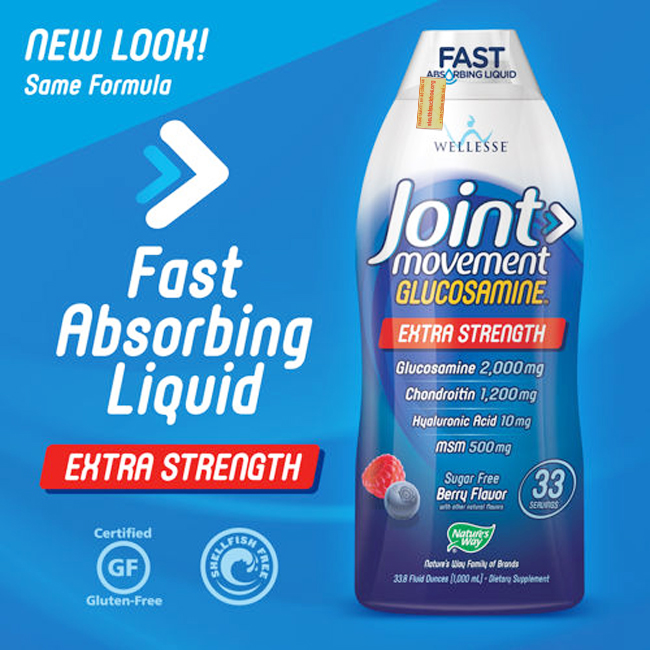 NEW LOOK!
Same Formula
Fast
Absorbing
Liquid
EXTRA STRENGTH
Certified
GF
Gluten-Free
SHELLFISH FREE
FAST
ABSORBING LIQUID
WELLESSE
Joint
movement
GLUCOSAMINE
EXTRA STRENGTH
Glucosamine 2,000mg
Chondroitin 1,200mg
Hyaluronic Acid 10mg
MSM 500mg
Sugar Free
Berry Flavor
with other natural flavors
33
SERVINGS
Nature's
Way
Nature's Way Family of Brands
33.8 Fluid Ounces (1,000 mL) • Dietary Supplement